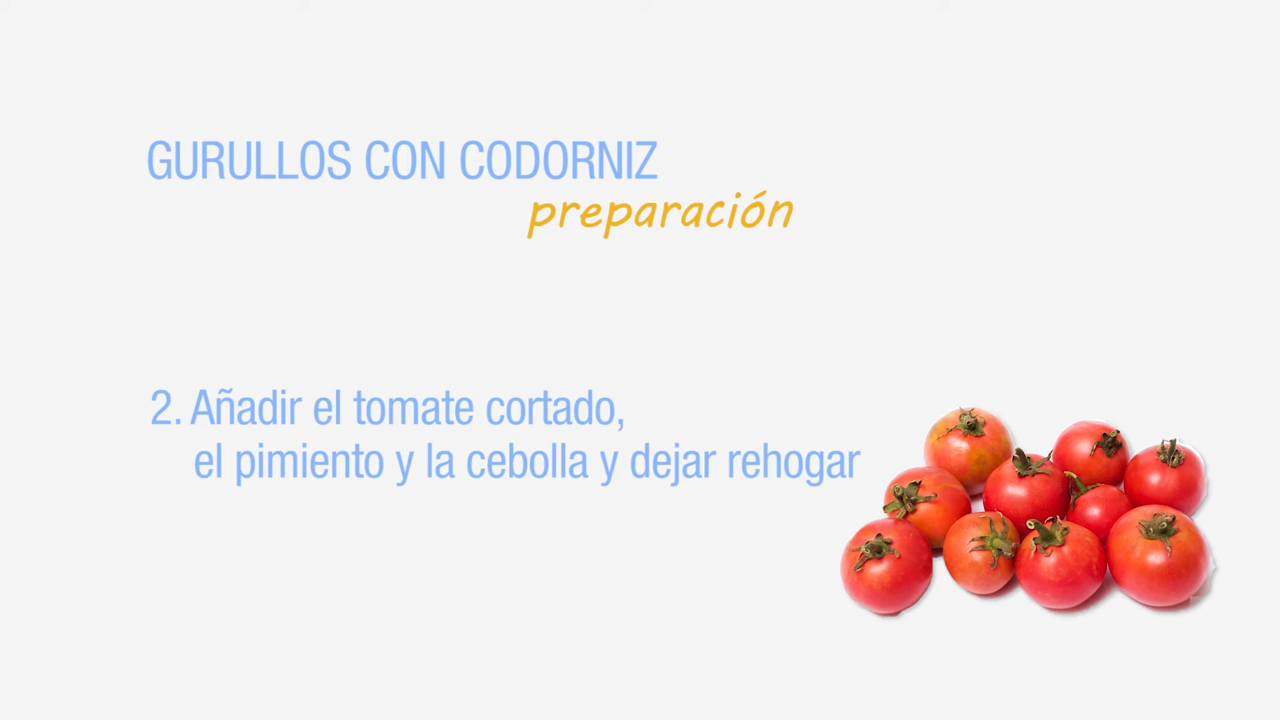 GURULLOS CON CODORNIZ
preparación
2. Añadir el tomate cortado,
el pimiento y la cebolla y dejar rehogar